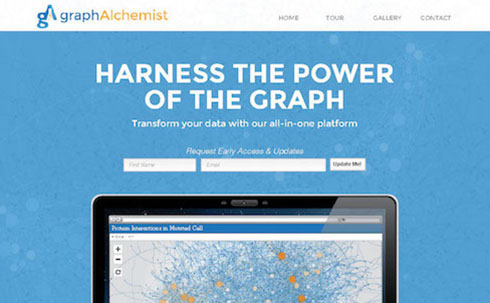 gA graphAlchemist
HOME TOUR GALLERY CONTACT
HARNESS THE POWER
OF THE GRAPH
Transform your data with our all-in-one platform
Request Early Access & Updates
First Name Email Update Me!
Protein Interactions in Mutated Cell